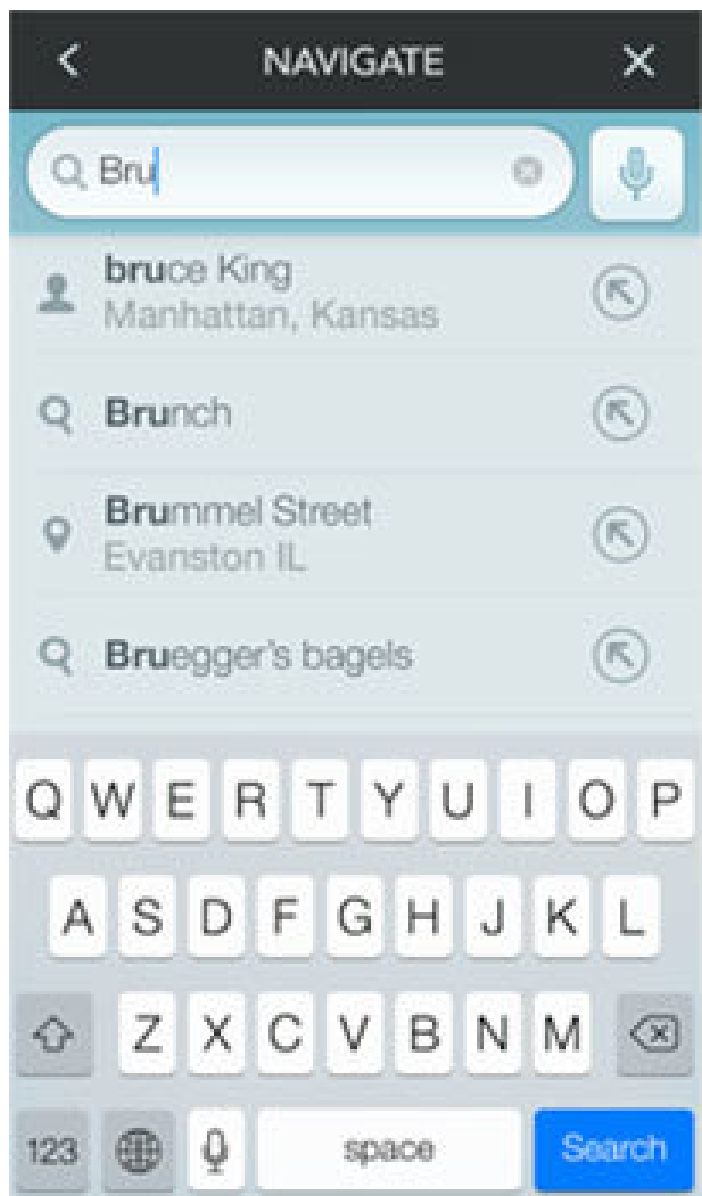 NAVIGATE
Bru
bruce King
Manhattan, Kansas
Brunch
Brummel Street
Evanston IL
Bruegger's bagels
Q W E R T Y U I O P
A S D F G H J K L
Z X C V B N M
123 space Search